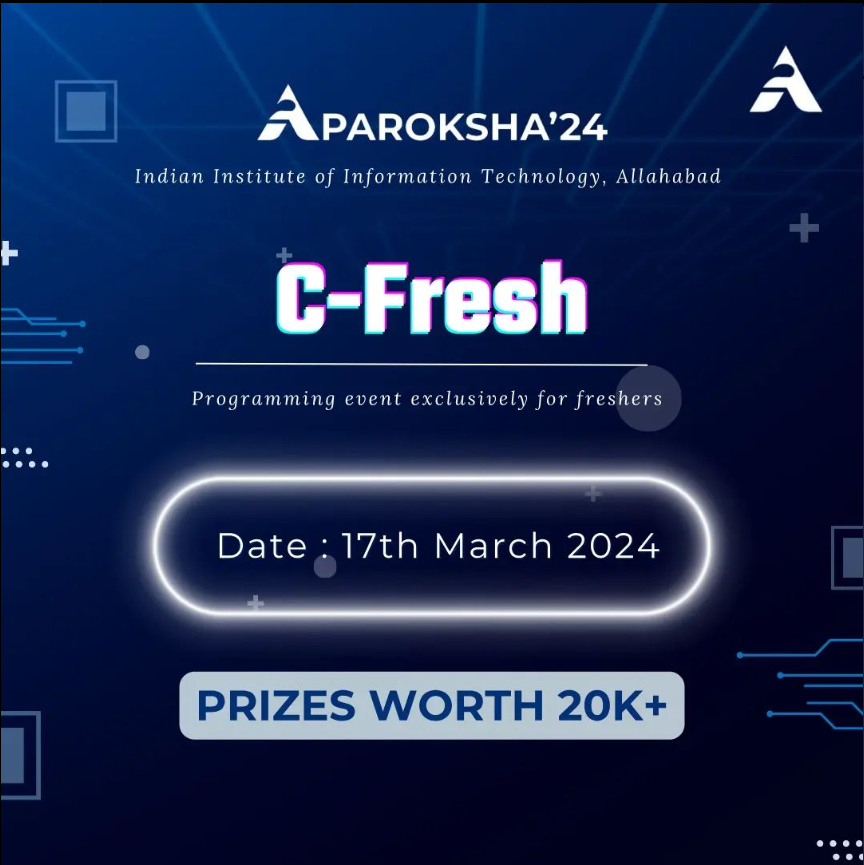 APAROKSHA'24
Indian Institute of Information Technology, Allahabad
C-Fresh
Programming event exclusively for freshers
Date : 17th March 2024
PRIZES WORTH 20K+